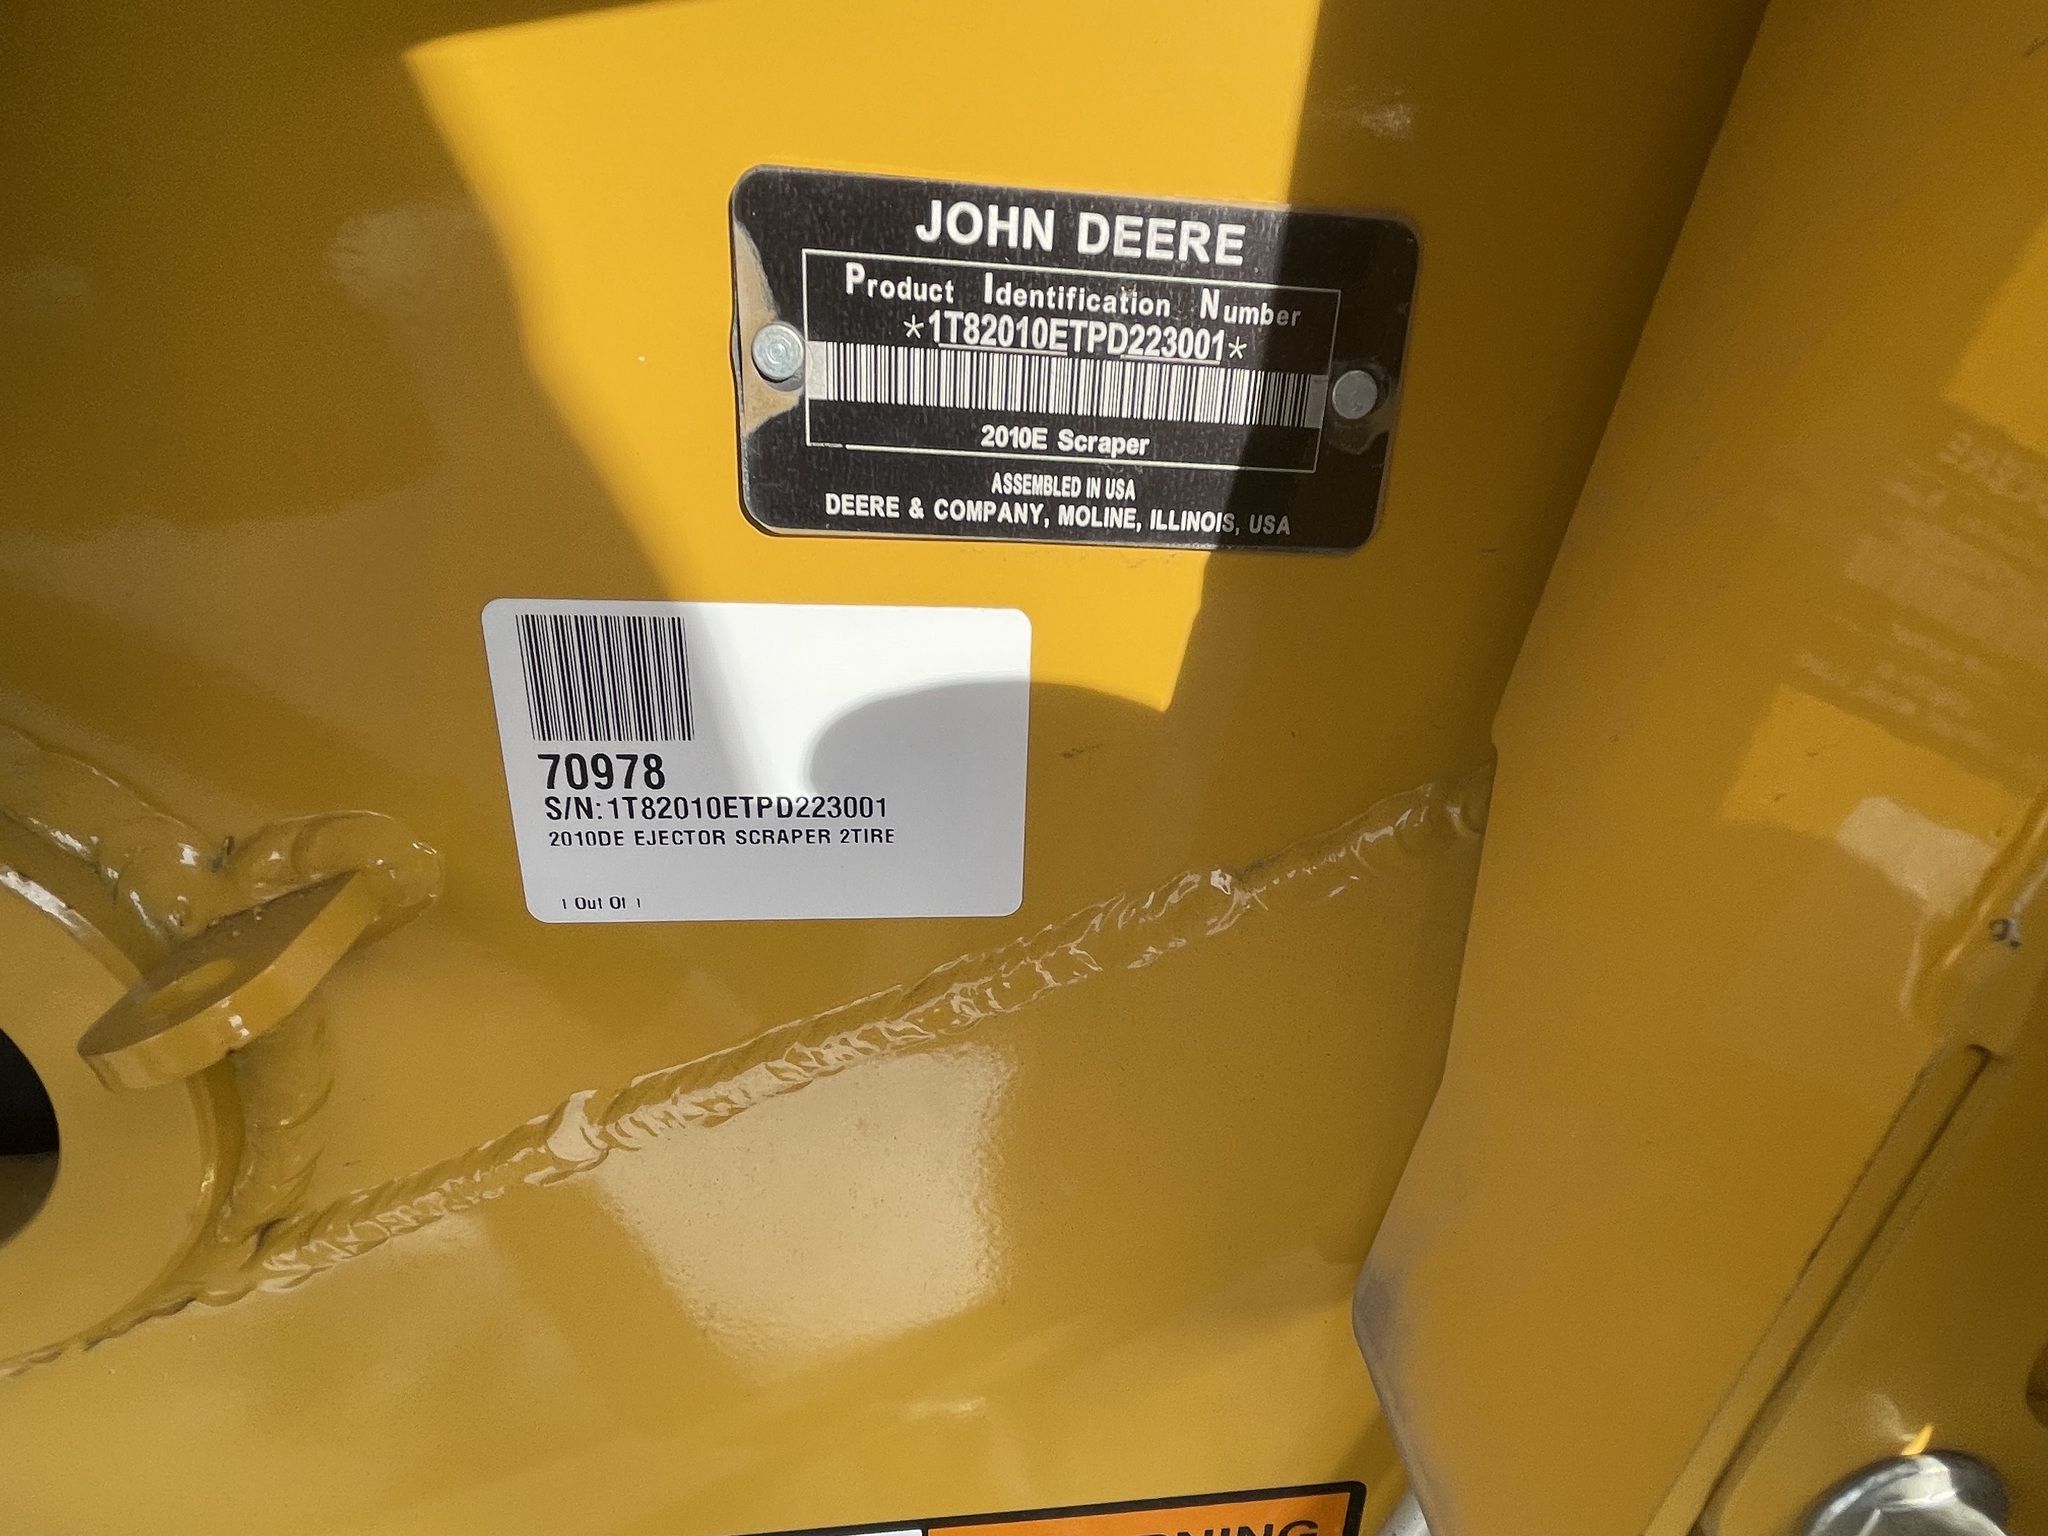 JOHN DEERE
Product Identification Number
*1T82010ETPD223001*
2010E Scraper
ASSEMBLED IN USA
DEERE & COMPANY, MOLINE, ILLINOIS, USA
70978
S/N: 1T82010ETPD223001
2010DE EJECTOR SCRAPER 2TIRE
1 Out Of 1